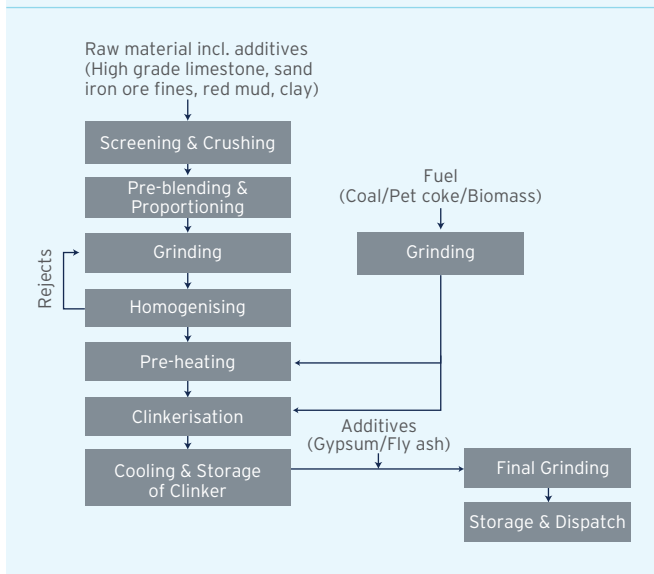 Raw material incl. additives
(High grade limestone, sand
iron ore fines, red mud, clay)
Screening & Crushing
Pre-blending &
Proportioning
Grinding
Rejects
Homogenising
Pre-heating
Clinkerisation
Cooling & Storage
of Clinker
Fuel
(Coal/Pet coke/Biomass)
Grinding
Additives
(Gypsum/Fly ash)
Final Grinding
Storage & Dispatch